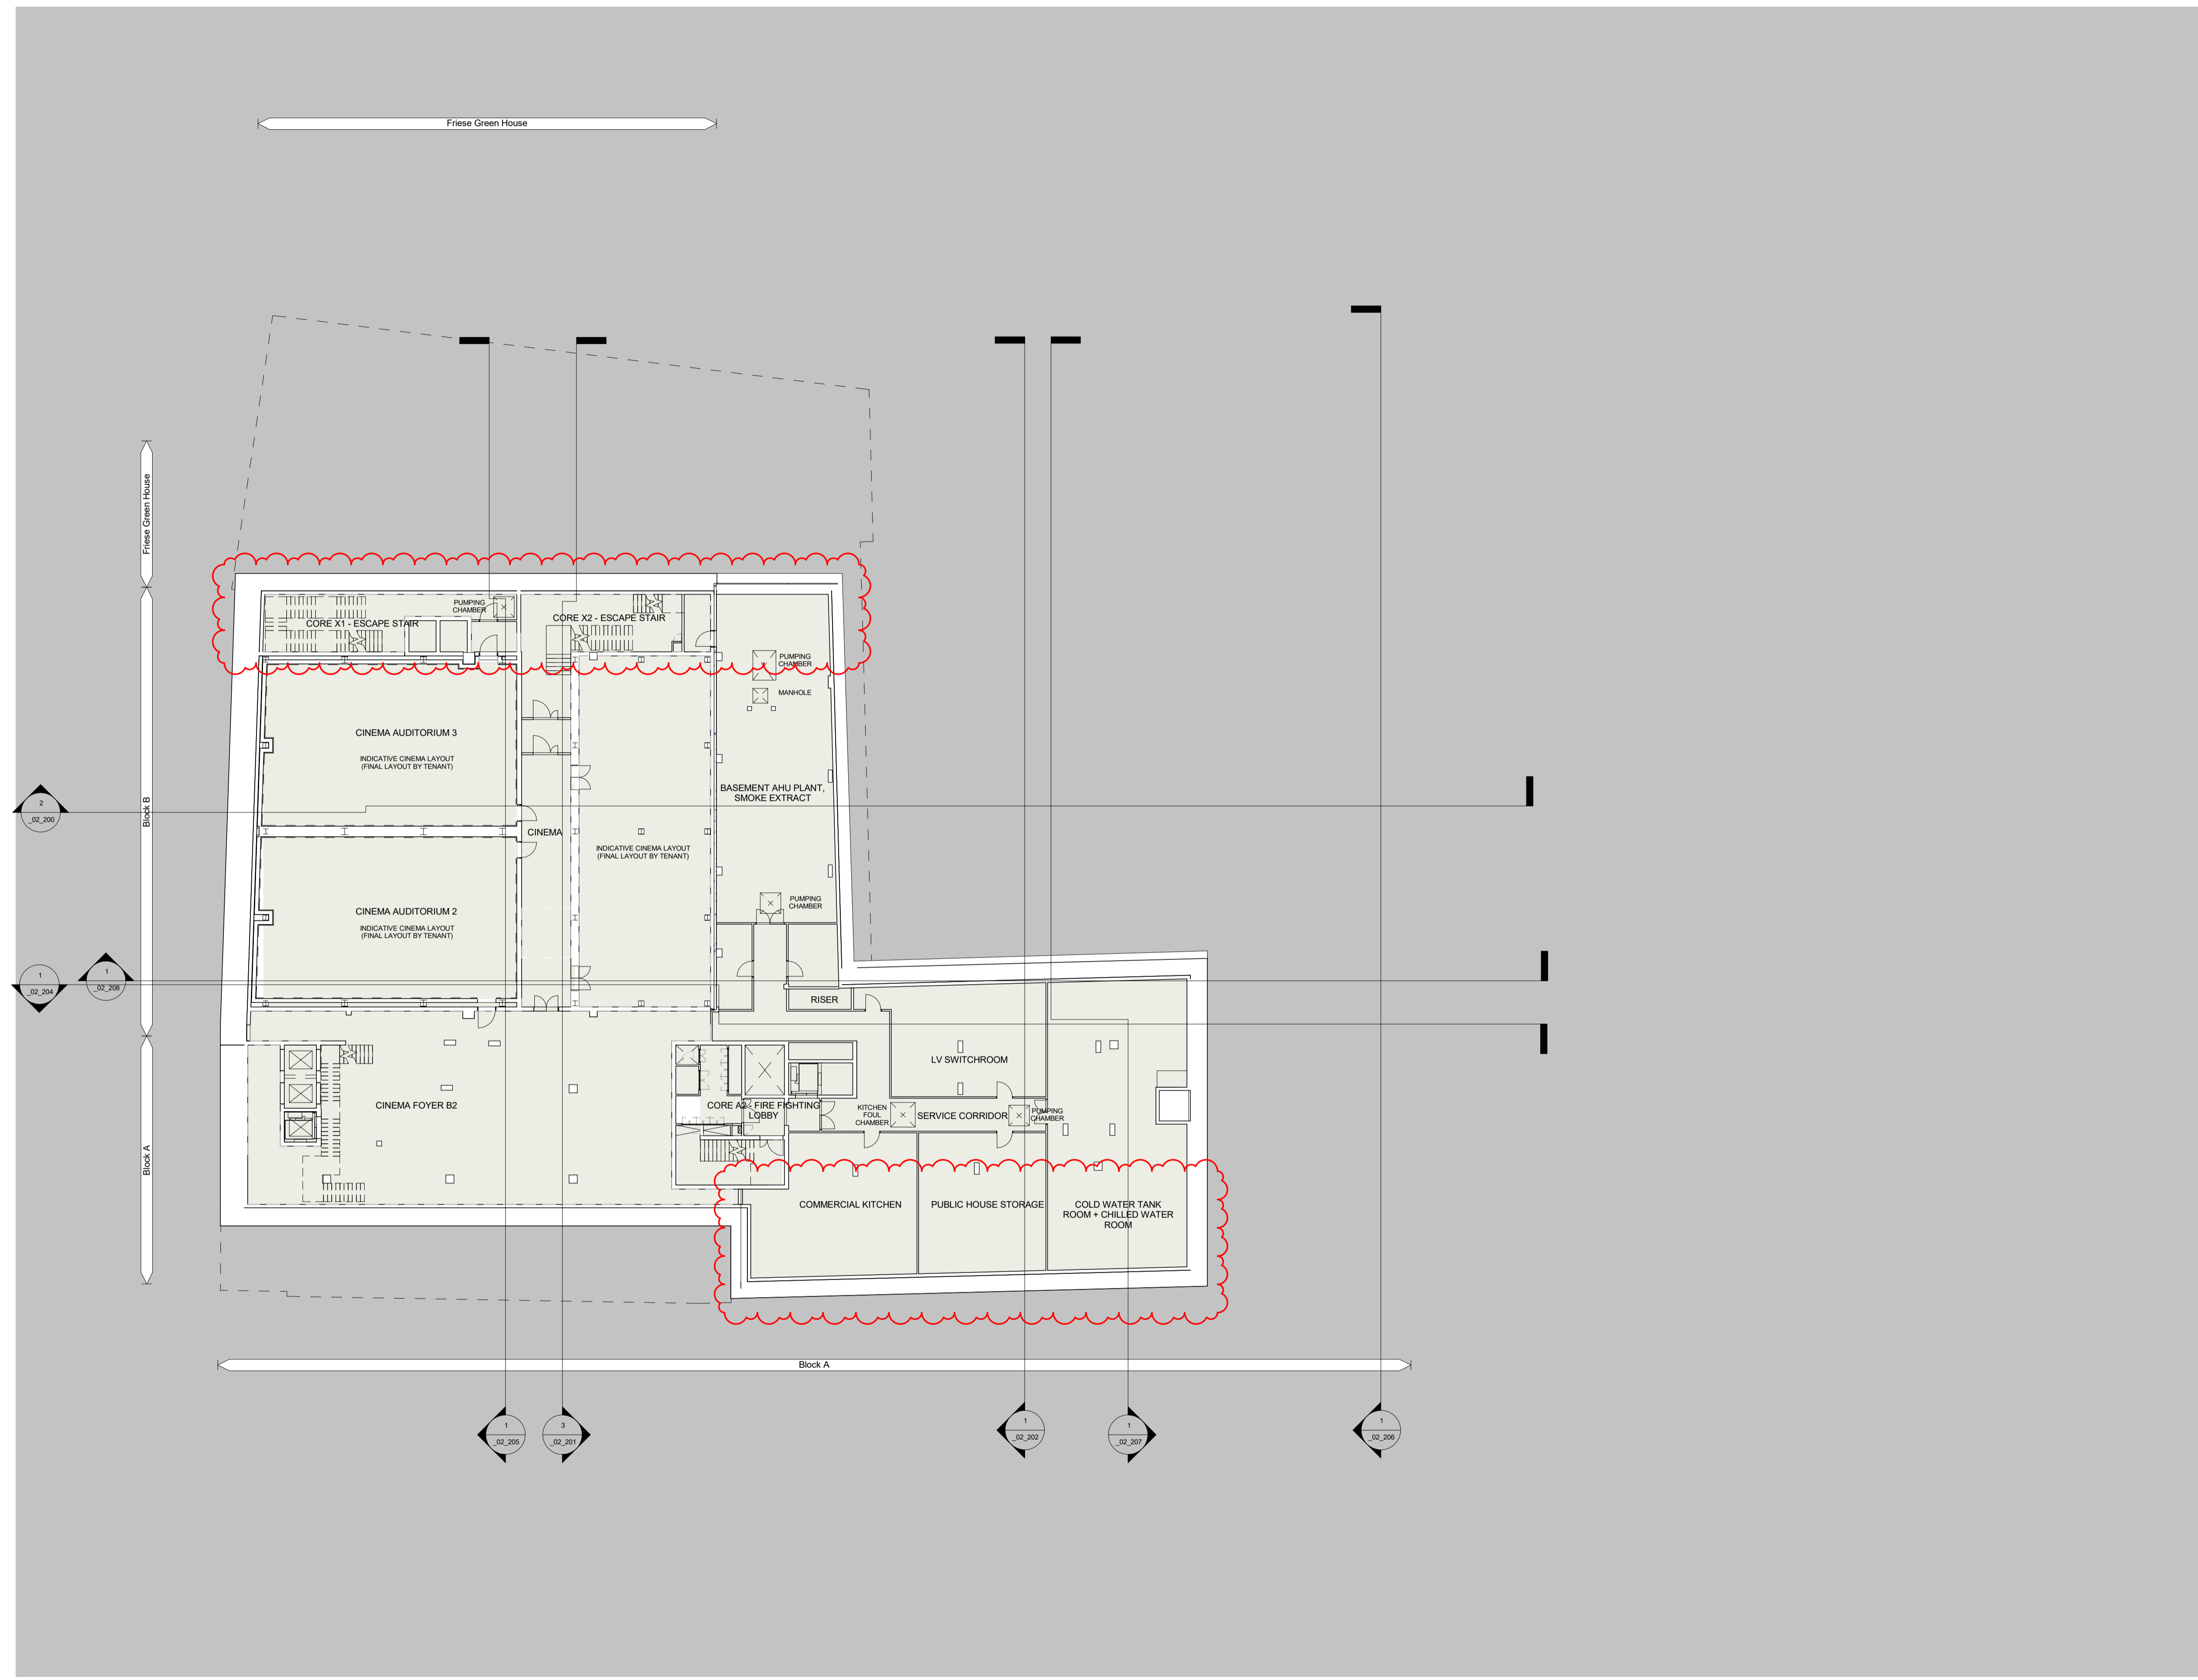 Friese Green House
Friese Green House
Block B
Block A
PUMPING
CHAMBER
CORE X1 - ESCAPE STAIR
CORE X2 - ESCAPE STAIR
PUMPING
CHAMBER
MANHOLE
CINEMA AUDITORIUM 3
INDICATIVE CINEMA LAYOUT
(FINAL LAYOUT BY TENANT)
BASEMENT AHU PLANT,
SMOKE EXTRACT
2
_02_200
CINEMA
INDICATIVE CINEMA LAYOUT
(FINAL LAYOUT BY TENANT)
PUMPING
CHAMBER
CINEMA AUDITORIUM 2
INDICATIVE CINEMA LAYOUT
(FINAL LAYOUT BY TENANT)
1
_02_204
1
_02_208
RISER
LV SWITCHROOM
CINEMA FOYER B2
CORE A2 - FIRE FIGHTING
LOBBY
KITCHEN
FOUL
CHAMBER
SERVICE CORRIDOR
PUMPING
CHAMBER
COMMERCIAL KITCHEN
PUBLIC HOUSE STORAGE
COLD WATER TANK
ROOM + CHILLED WATER
ROOM
Block A
1
_02_205
3
_02_201
1
_02_202
1
_02_207
1
_02_206